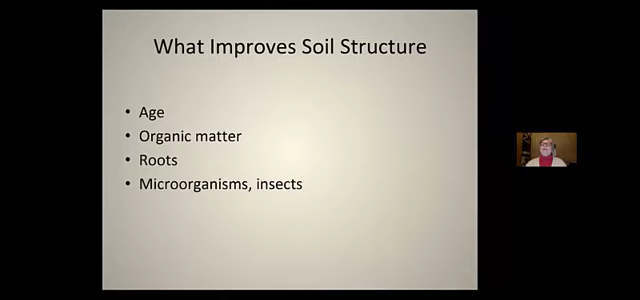 What Improves Soil Structure
• Age
• Organic matter
• Roots
• Microorganisms, insects